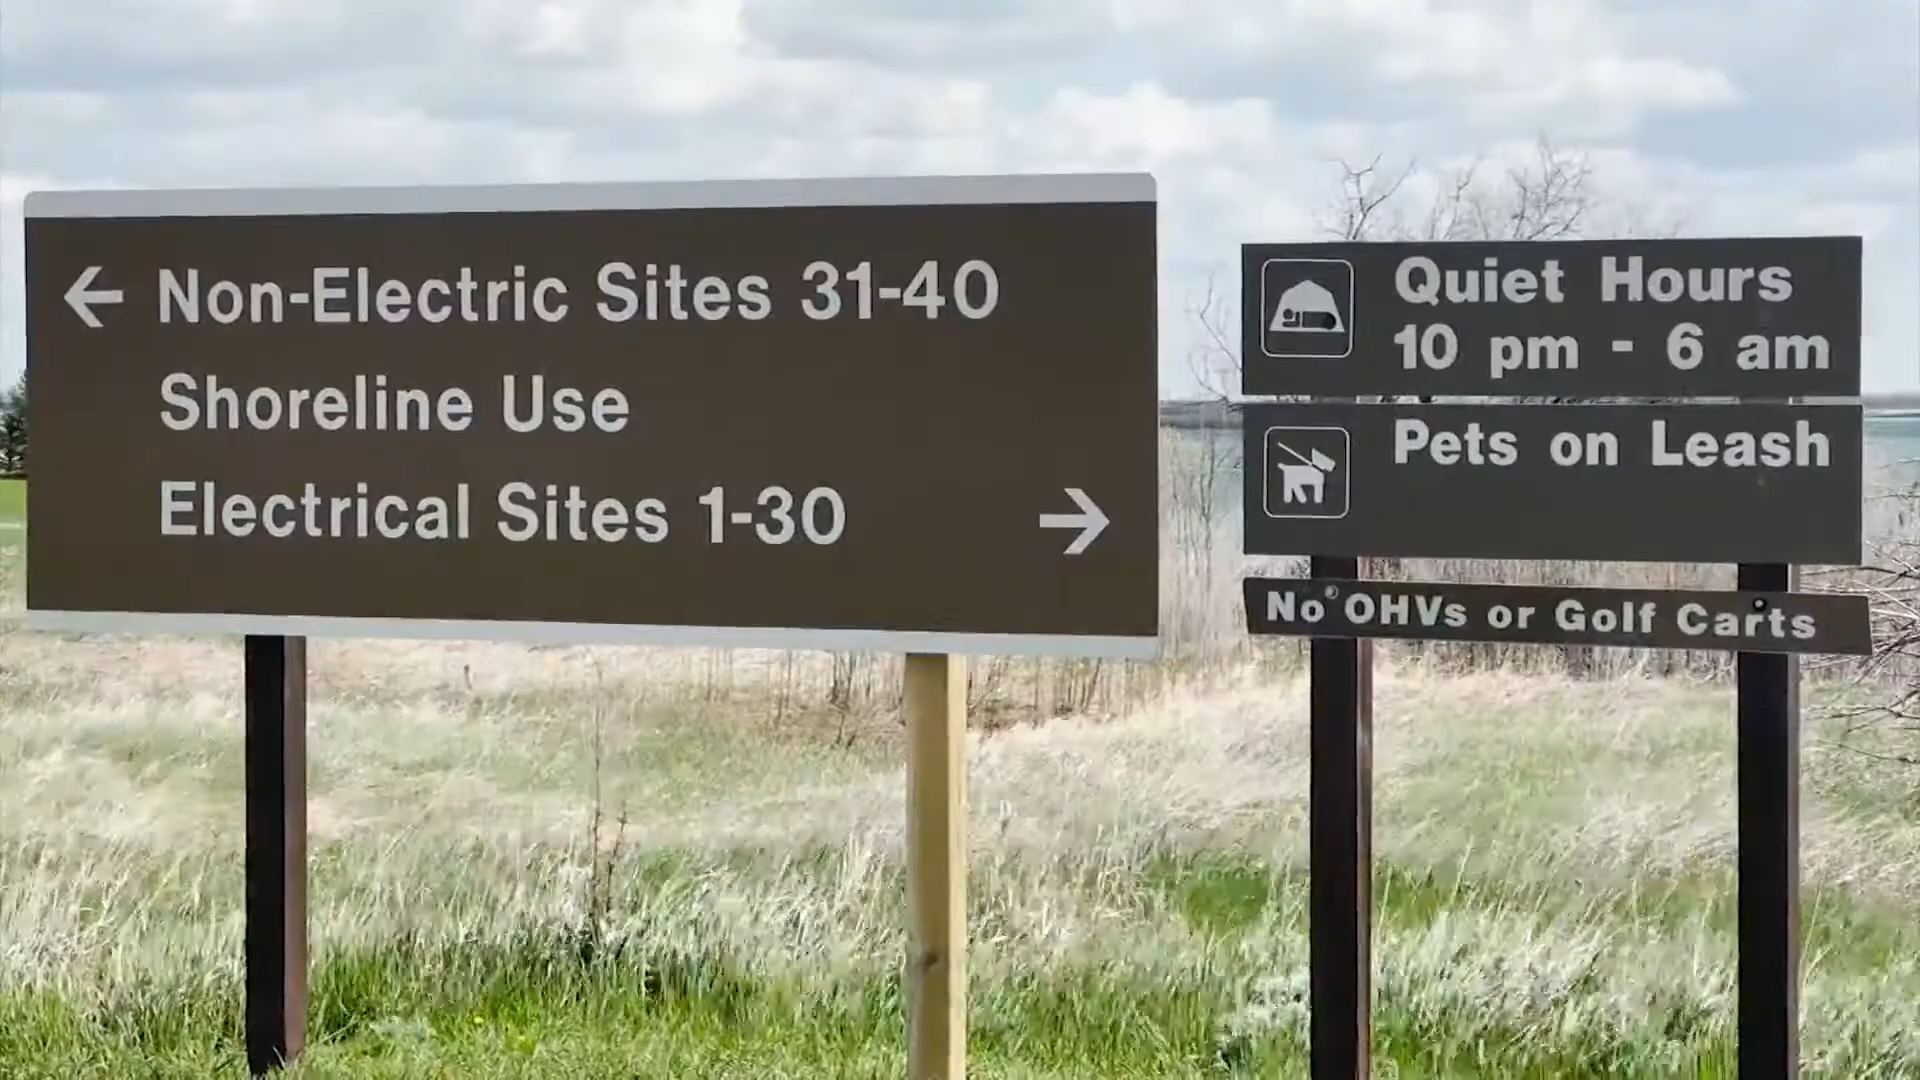 Non-Electric Sites 31-40
Shoreline Use
Electrical Sites 1-30
Quiet Hours
10 pm - 6 am
Pets on Leash
No OHVs or Golf Carts